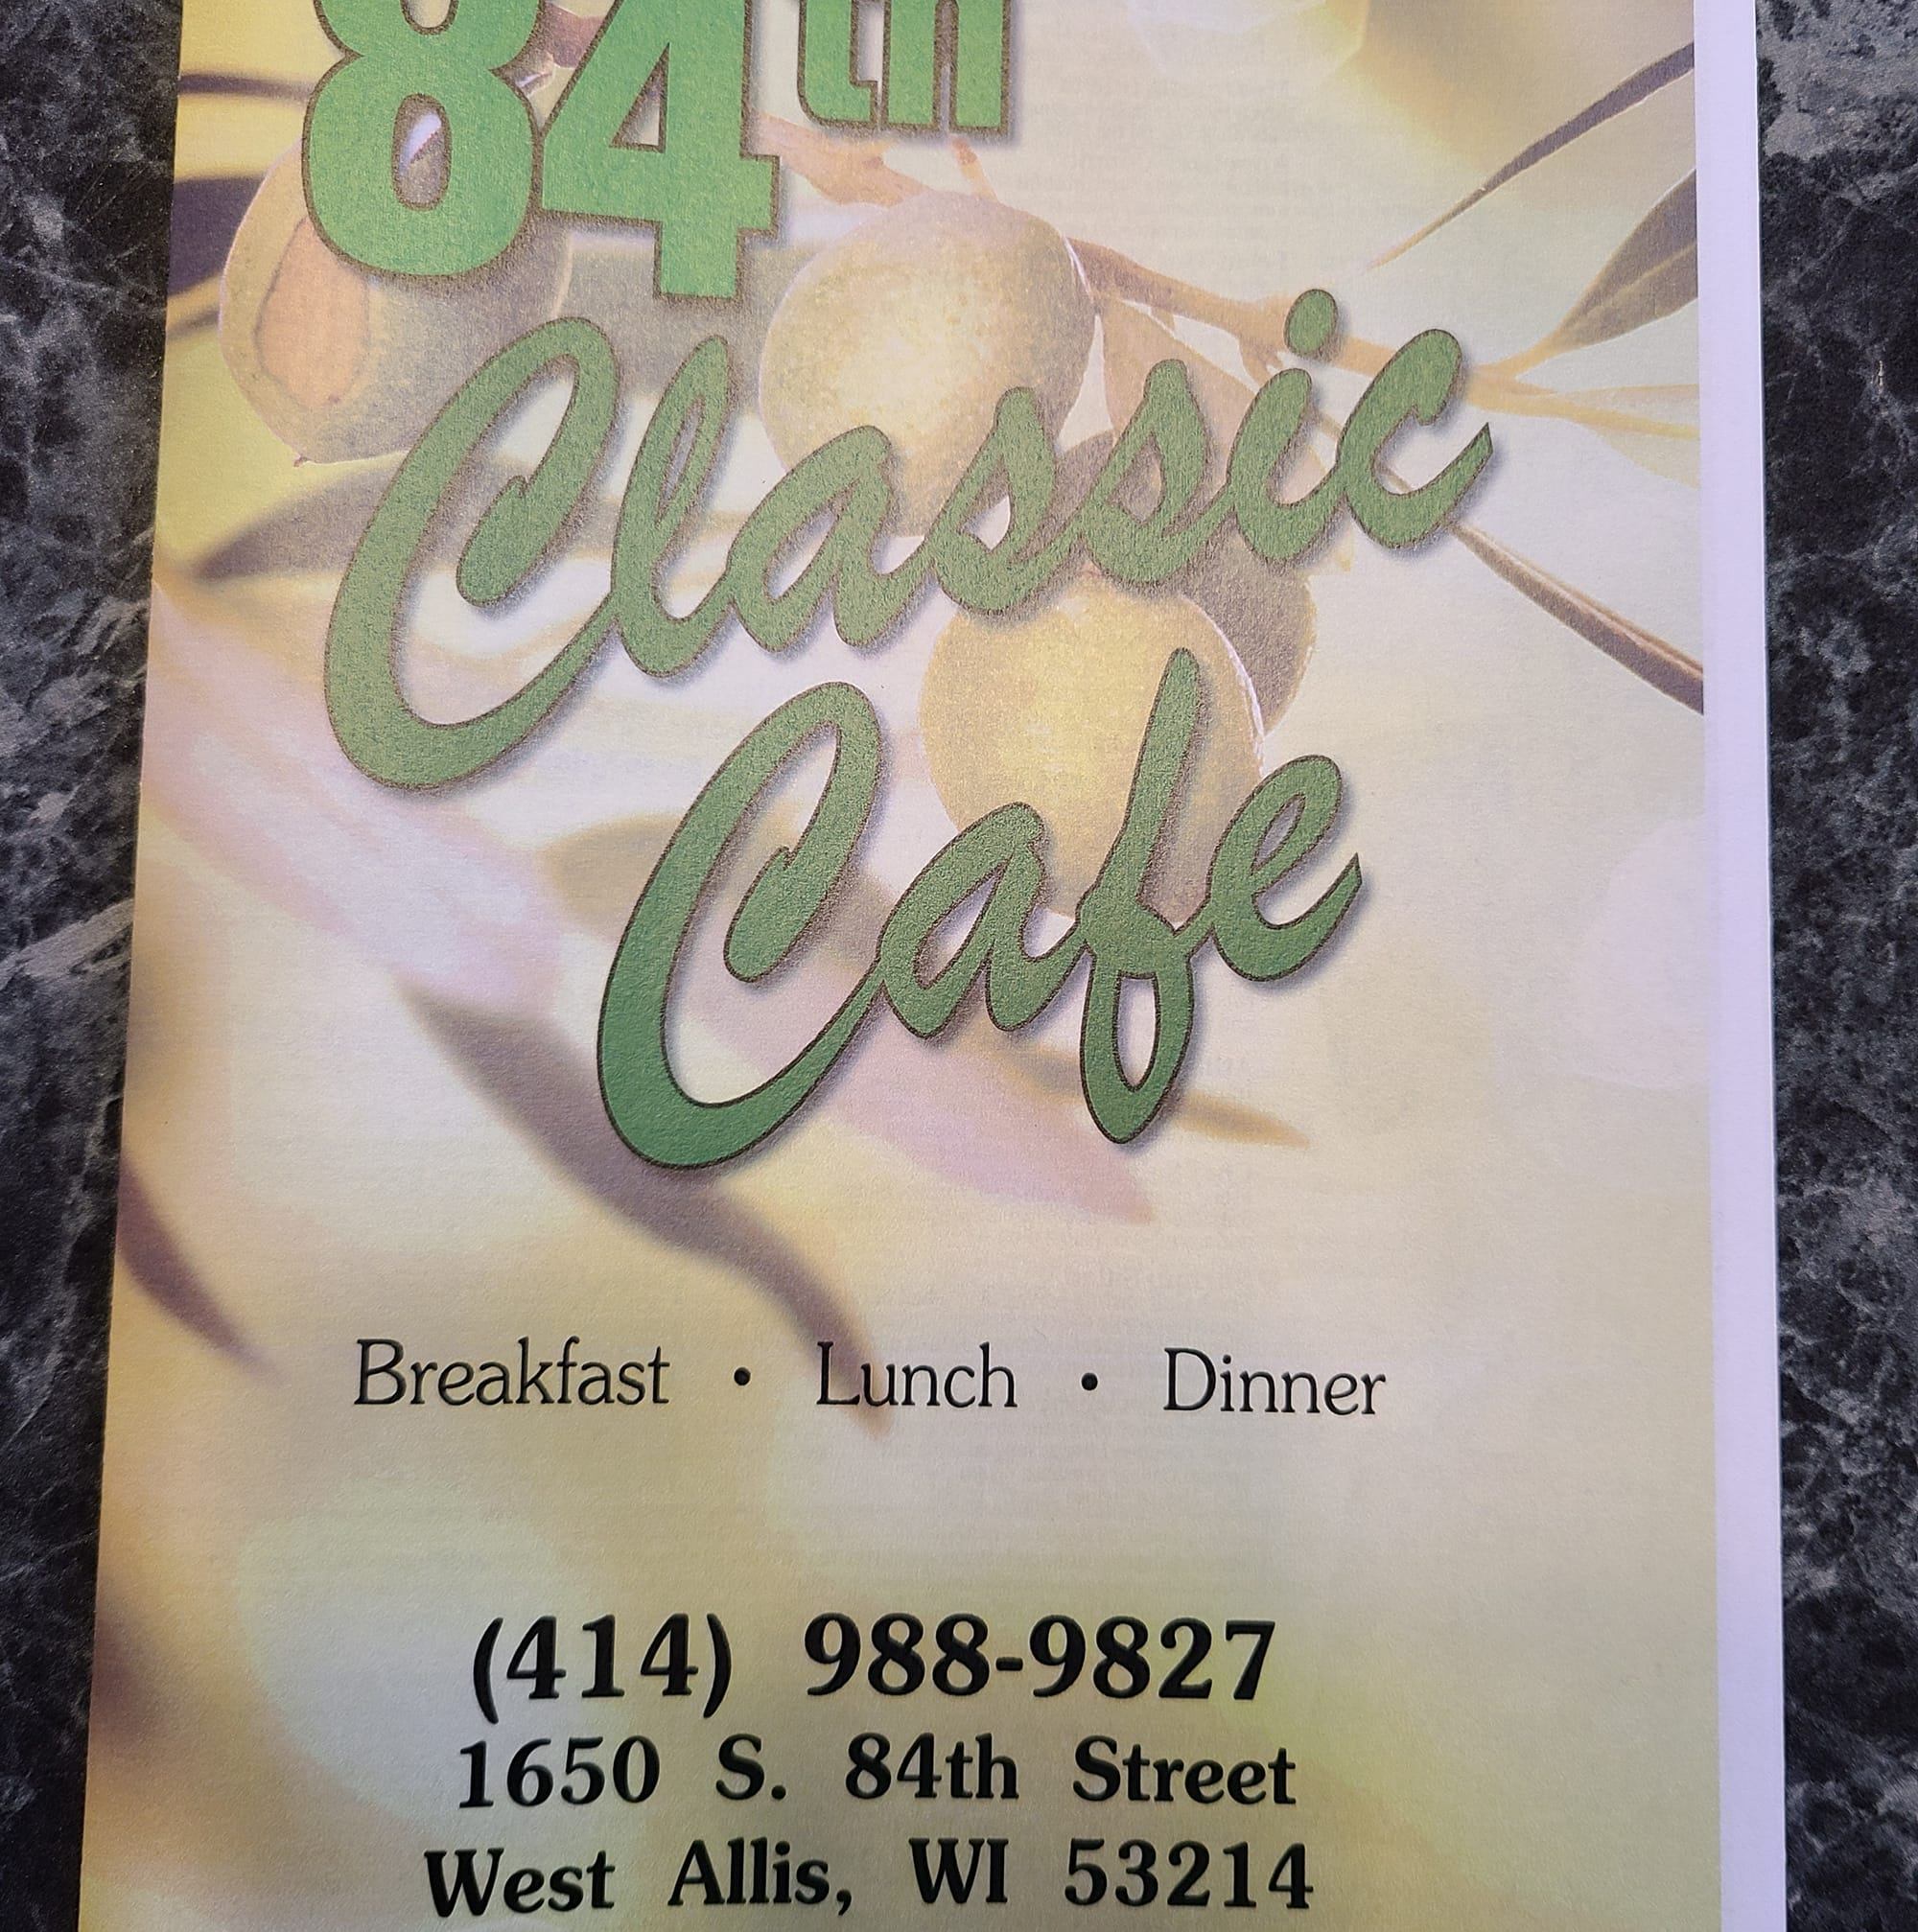 84th
Classic
Cafe
Breakfast • Lunch • Dinner
(414) 988-9827
1650 S. 84th Street
West Allis, WI 53214